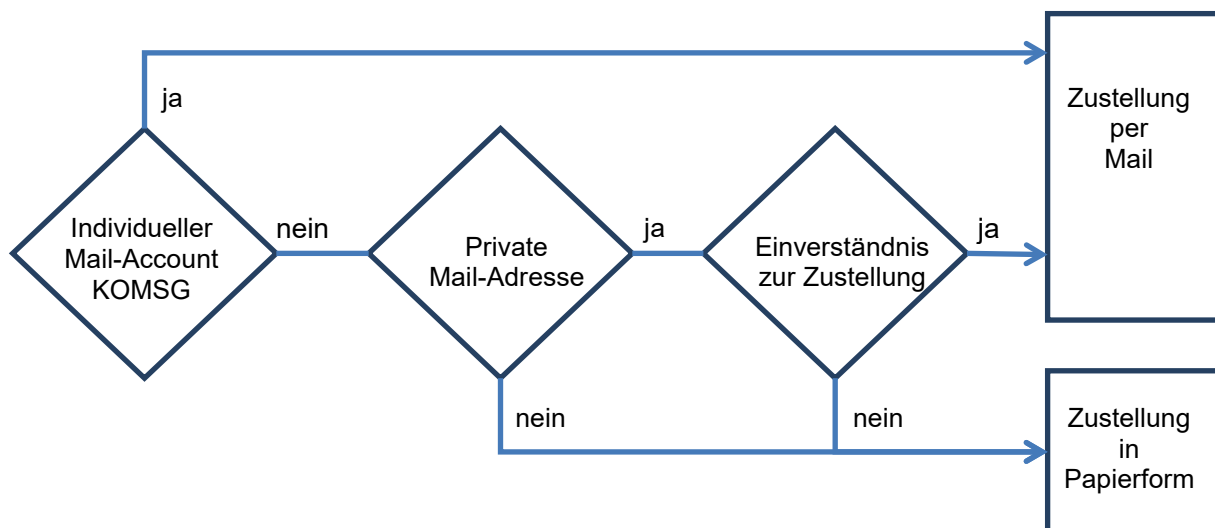 ja
Zustellung
per
Mail
Individueller
Mail-Account
KOMSG
nein
Private
Mail-Adresse
ja
Einverständnis
zur Zustellung
ja
nein
nein
Zustellung
in
Papierform